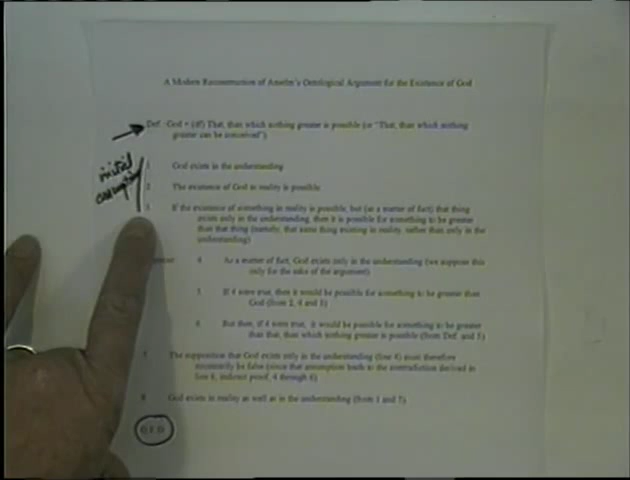 A Modern Reconstruction of Anselm's Ontological Argument for the Existence of God
Def. God = (df) That, than which nothing greater is possible (or "That, than which nothing
greater can be conceived")
initial
assumptions
1. God exists in the understanding
2. The existence of God in reality is possible
3. If the existence of something in reality is possible, but (as a matter of fact) that thing
exists only in the understanding, then it is possible for something to be greater
than that thing (namely, that same thing existing in reality, rather than only in the
understanding)
4. As a matter of fact, God exists only in the understanding (we suppose this
only for the sake of the argument)
5. If 4 were true, then it would be possible for something to be greater than
God (from 2, 4 and 3)
6. But then, if 4 were true, it would be possible for something to be greater
than that, than which nothing greater is possible (from Def. and 5)
7. The supposition that God exists only in the understanding (line 4) must therefore
necessarily be false (since that assumption leads to the contradiction derived in
line 6, indirect proof, 4 through 6)
8. God exists in reality as well as in the understanding (from 1 and 7)
Q E D